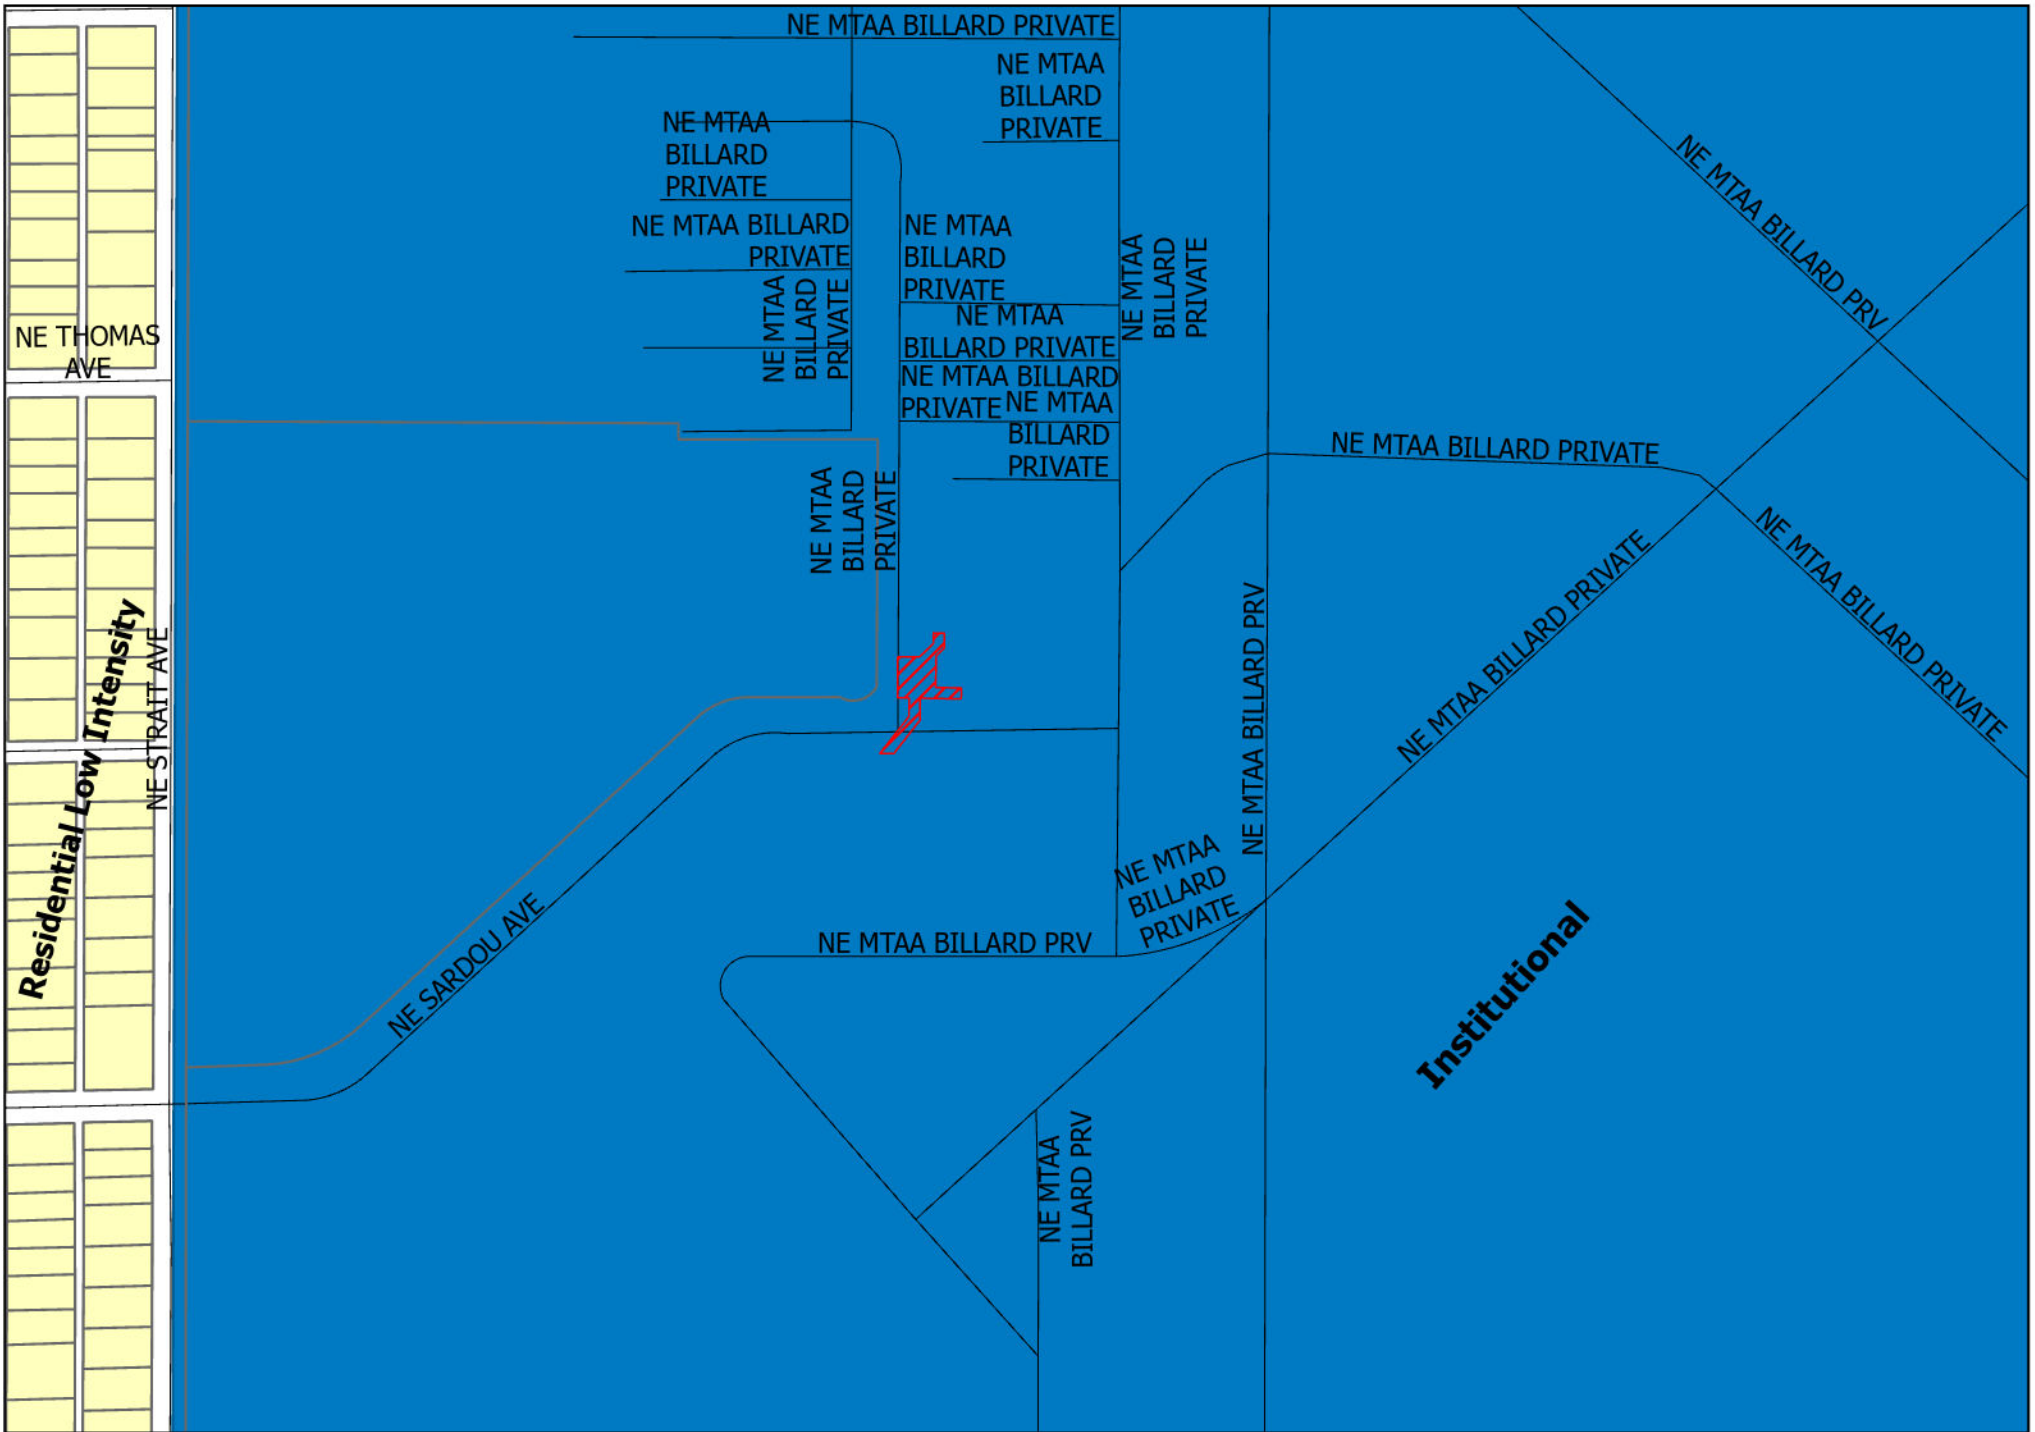 NE MTAA BILLARD PRIVATE
NE MTAA
BILLARD
PRIVATE
NE MTAA
BILLARD
PRIVATE
NE MTAA BILLARD
PRIVATE
NE MTAA
BILLARD
PRIVATE
NE MTAA
BILLARD
PRIVATE
NE MTAA
BILLARD
PRIVATE
NE MTAA
BILLARD PRIVATE
NE MTAA BILLARD
PRIVATE
NE MTAA
BILLARD
PRIVATE
NE MTAA BILLARD PRV
NE THOMAS
AVE
NE MTAA BILLARD PRIVATE
NE MTAA
BILLARD
PRIVATE
NE MTAA BILLARD PRIVATE
NE MTAA BILLARD PRIVATE
NE MTAA BILLARD PRV
Residential Low Intensity
NE STRAIT AVE
NE SARDOU AVE
NE MTAA
BILLARD
PRIVATE
NE MTAA BILLARD PRV
Institutional
NE MTAA
BILLARD PRV